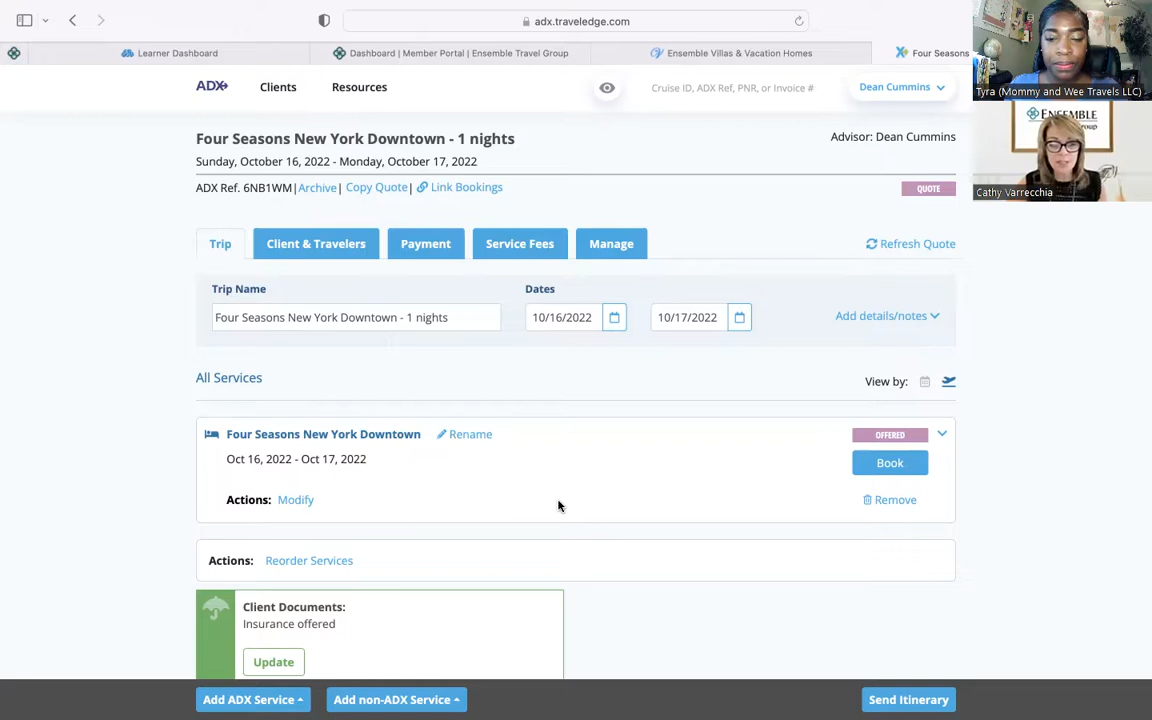 adx.traveledge.com
Learner Dashboard
Dashboard | Member Portal | Ensemble Travel Group
Ensemble Villas & Vacation Homes
Four Seasons
ADX
Clients
Resources
Cruise ID, ADX Ref, PNR, or Invoice #
Dean Cummins
Tyra (Mommy and Wee Travels LLC)
ENSEMBLE
Cathy Varrecchia
Four Seasons New York Downtown - 1 nights
Advisor: Dean Cummins
Sunday, October 16, 2022 - Monday, October 17, 2022
ADX Ref. 6NB1WM|Archive| Copy Quote| Link Bookings
QUOTE
Trip
Client & Travelers
Payment
Service Fees
Manage
Refresh Quote
Trip Name
Dates
Four Seasons New York Downtown - 1 nights
10/16/2022
10/17/2022
Add details/notes
All Services
View by:
Four Seasons New York Downtown
Rename
OFFERED
Oct 16, 2022 - Oct 17, 2022
Book
Actions: Modify
Remove
Actions: Reorder Services
Client Documents:
Insurance offered
Update
Add ADX Service
Add non-ADX Service
Send Itinerary